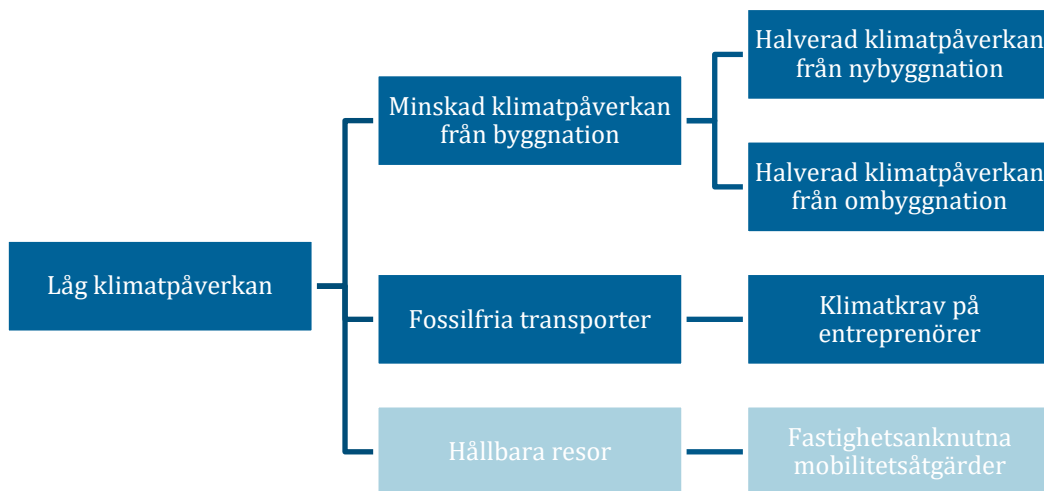 Halverad klimatpåverkan
från nybyggnation
Minskad klimatpåverkan
från byggnation
Halverad klimatpåverkan
från ombyggnation
Låg klimatpåverkan
Fossilfria transporter
Klimatkrav på
entreprenörer
Hållbara resor
Fastighetsanknutna
mobilitetsåtgärder